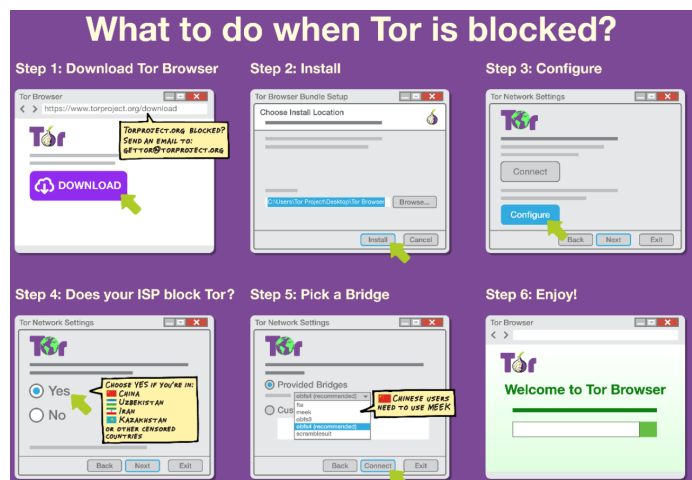 What to do when Tor is blocked?
Step 1: Download Tor Browser
Tor Browser
https://www.torproject.org/download
Tor
TORPROJECT.ORG BLOCKED?
SEND AN EMAIL TO:
GETTOR@TORPROJECT.ORG
DOWNLOAD
Step 2: Install
Tor Browser Bundle Setup
Choose Install Location
C:\Users\Tor Project\Desktop\Tor Browser
Browse...
Install
Cancel
Step 3: Configure
Tor Network Settings
Tor
Connect
Configure
Back
Next
Exit
Step 4: Does your ISP block Tor?
Tor Network Settings
Tor
Yes
No
CHOOSE YES IF YOU'RE IN:
CHINA
UZBEKISTAN
IRAN
KAZAKHSTAN
OR OTHER CENSORED
COUNTRIES
Back
Next
Exit
Step 5: Pick a Bridge
Tor Network Settings
Tor
Provided Bridges
obfs4 (recommended)
Cus
fte
meek
obfs3
obfs4 (recommended)
scramblesuit
CHINESE USERS
NEED TO USE MEEK
Back
Connect
Exit
Step 6: Enjoy!
Tor Browser
Tor
Welcome to Tor Browser